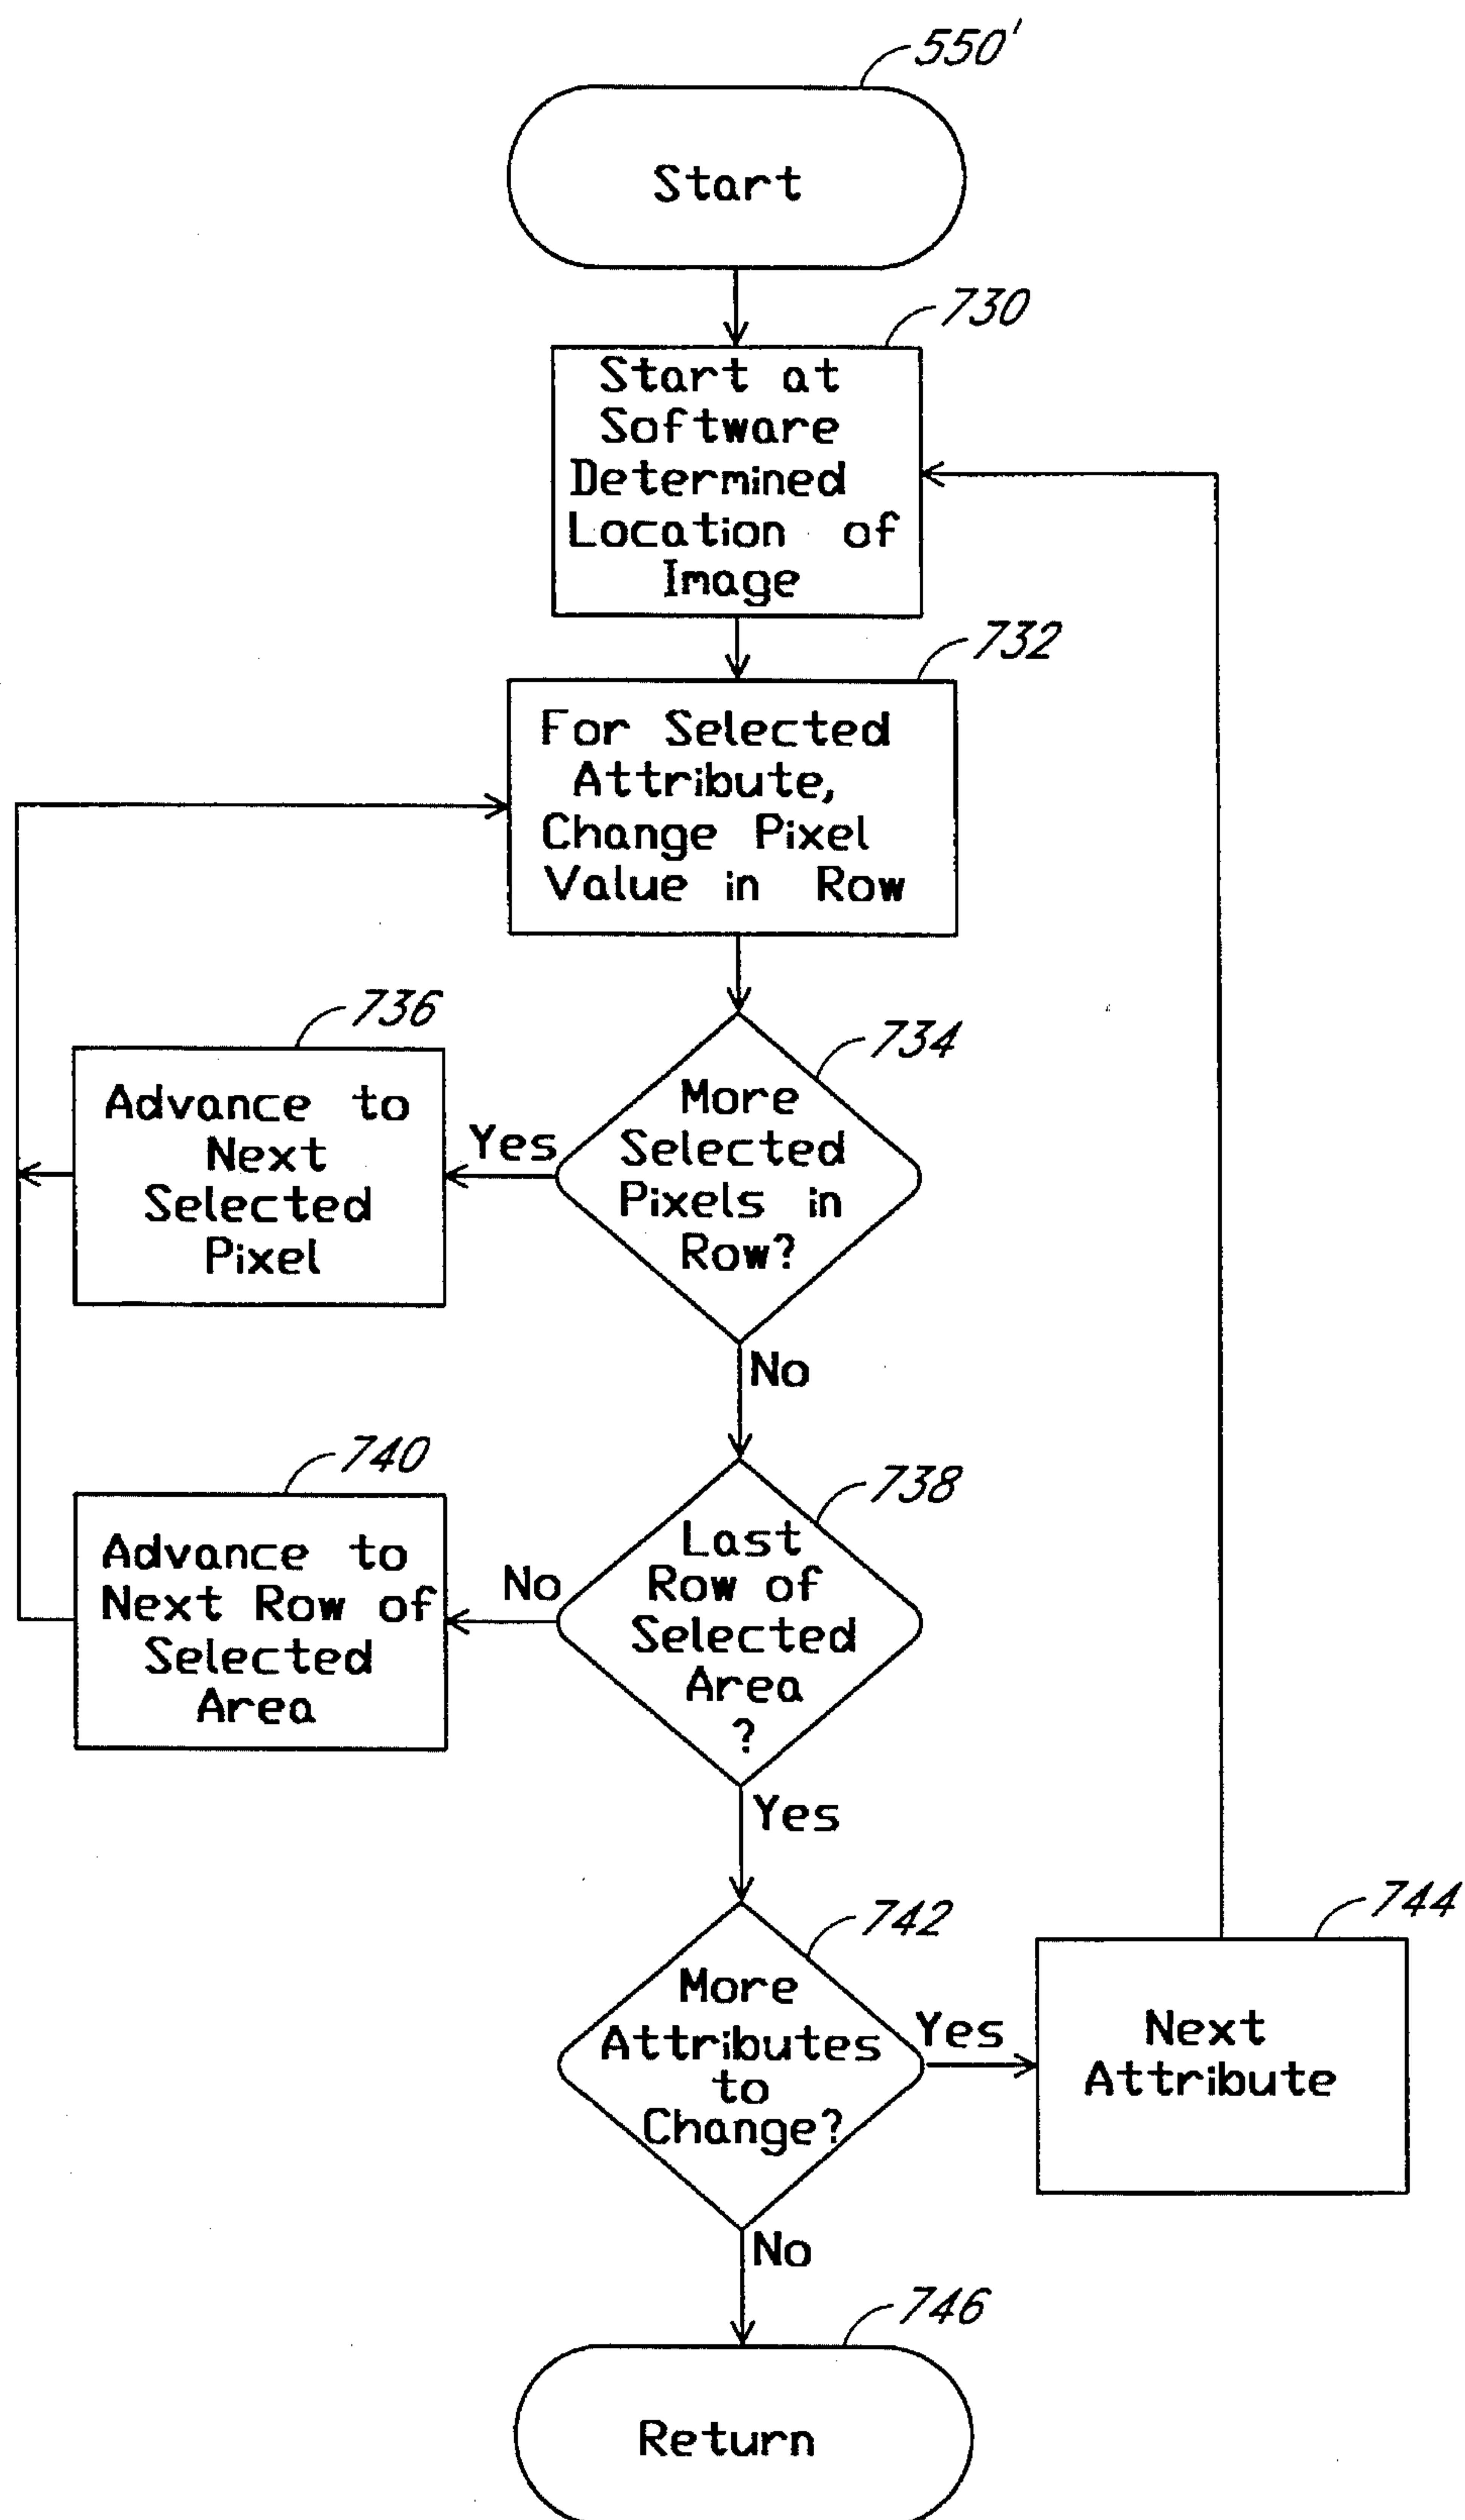 550'
Start
730
Start at
Software
Determined
Location of
Image
732
For Selected
Attribute,
Change Pixel
Value in Row
736
Advance to
Next
Selected
Pixel
Yes
734
More
Selected
Pixels in
Row?
No
740
Advance to
Next Row of
Selected
Area
No
738
Last
Row of
Selected
Area
?
Yes
742
More
Attributes
to
Change?
Yes
744
Next
Attribute
No
746
Return